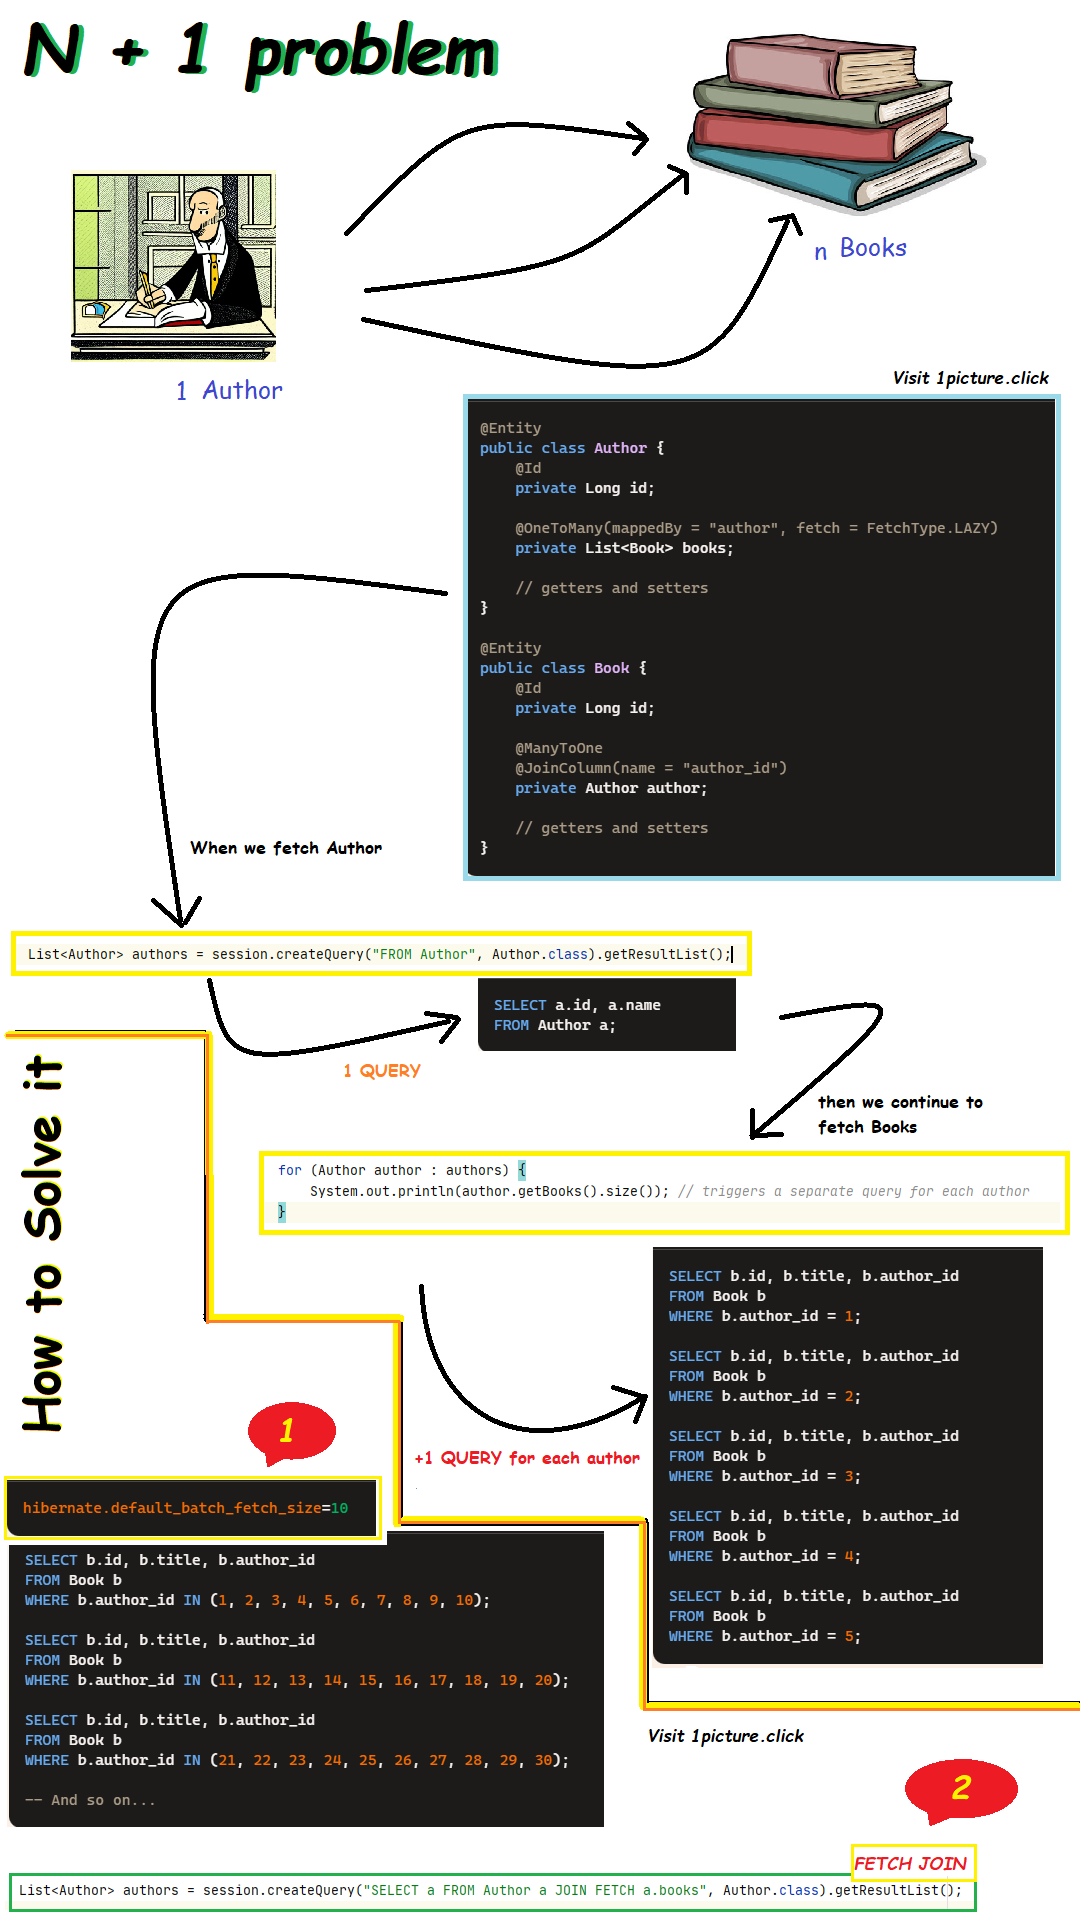 N + 1 problem
n Books
1 Author
Visit 1picture.click
@Entity
public class Author {
    @Id
    private Long id;
    @OneToMany(mappedBy = "author", fetch = FetchType.LAZY)
    private List<Book> books;
    // getters and setters
}
@Entity
public class Book {
    @Id
    private Long id;
    @ManyToOne
    @JoinColumn(name = "author_id")
    private Author author;
    // getters and setters
}
When we fetch Author
List<Author> authors = session.createQuery("FROM Author", Author.class).getResultList();
SELECT a.id, a.name
FROM Author a;
1 QUERY
then we continue to
fetch Books
for (Author author : authors) {
    System.out.println(author.getBooks().size()); // triggers a separate query for each author
}
SELECT b.id, b.title, b.author_id
FROM Book b
WHERE b.author_id = 1;
SELECT b.id, b.title, b.author_id
FROM Book b
WHERE b.author_id = 2;
SELECT b.id, b.title, b.author_id
FROM Book b
WHERE b.author_id = 3;
SELECT b.id, b.title, b.author_id
FROM Book b
WHERE b.author_id = 4;
SELECT b.id, b.title, b.author_id
FROM Book b
WHERE b.author_id = 5;
+1 QUERY for each author
How to Solve it
1
hibernate.default_batch_fetch_size=10
SELECT b.id, b.title, b.author_id
FROM Book b
WHERE b.author_id IN (1, 2, 3, 4, 5, 6, 7, 8, 9, 10);
SELECT b.id, b.title, b.author_id
FROM Book b
WHERE b.author_id IN (11, 12, 13, 14, 15, 16, 17, 18, 19, 20);
SELECT b.id, b.title, b.author_id
FROM Book b
WHERE b.author_id IN (21, 22, 23, 24, 25, 26, 27, 28, 29, 30);
-- And so on...
Visit 1picture.click
2
FETCH JOIN
List<Author> authors = session.createQuery("SELECT a FROM Author a JOIN FETCH a.books", Author.class).getResultList();